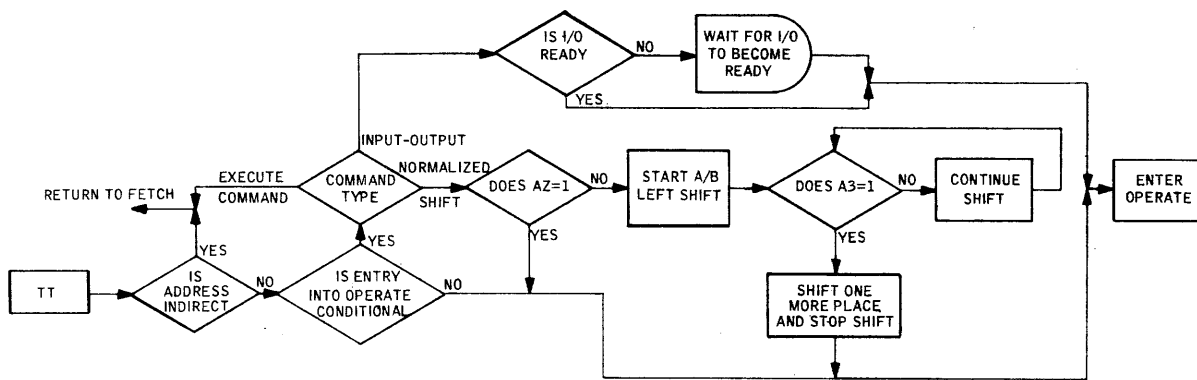 IS I/O
READY
NO
WAIT FOR I/O
TO BECOME
READY
YES
INPUT-OUTPUT
EXECUTE
COMMAND
COMMAND
TYPE
NORMALIZED
SHIFT
DOES AZ=1
NO
START A/B
LEFT SHIFT
DOES A3=1
NO
CONTINUE
SHIFT
ENTER
OPERATE
RETURN TO FETCH
YES
YES
YES
YES
TT
IS
ADDRESS
INDIRECT
NO
IS ENTRY
INTO OPERATE
CONDITIONAL
NO
SHIFT ONE
MORE PLACE
AND STOP SHIFT